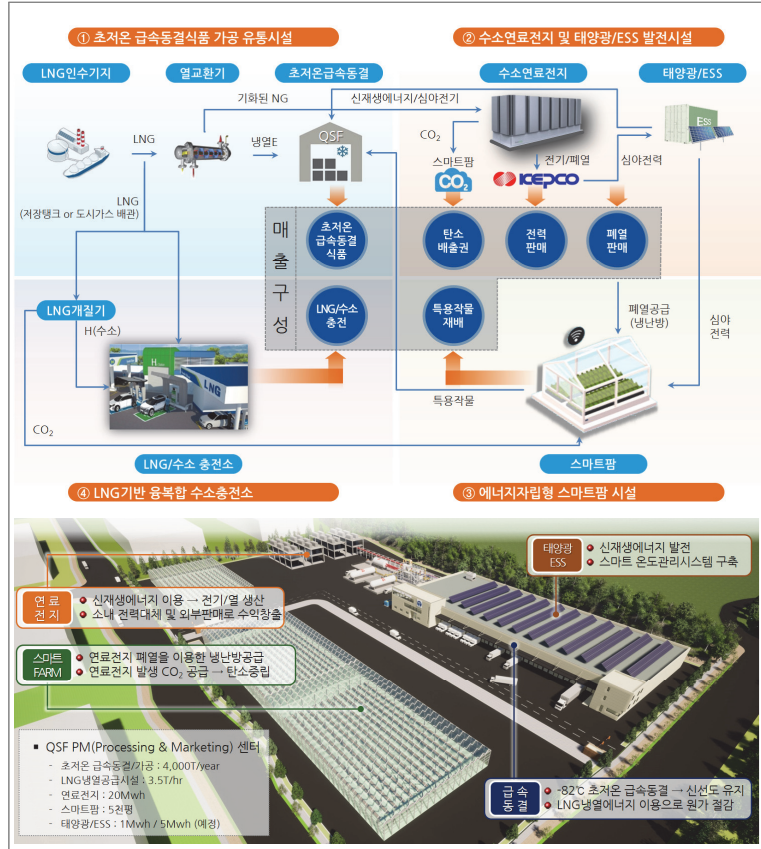 ① 초저온 급속동결식품 가공 유통시설
② 수소연료전지 및 태양광/ESS 발전시설
LNG인수기지
열교환기
초저온급속동결
수소연료전지
태양광/ESS
기화된 NG
신재생에너지/심야전기
LNG
냉열E
QSF
CO₂
스마트팜
CO₂
전기/폐열
KEPCO
심야전력
ESS
LNG
(저장탱크 or 도시가스 배관)
매출구성
초저온
급속동결
식품
탄소
배출권
전력
판매
폐열
판매
LNG/수소
충전
특용작물
재배
LNG개질기
H(수소)
폐열공급
(냉난방)
심야
전력
H
LNG
특용작물
CO₂
LNG/수소 충전소
스마트팜
④ LNG기반 융복합 수소충전소
③ 에너지자립형 스마트팜 시설
태양광
ESS
신재생에너지 발전
스마트 온도관리시스템 구축
연료
전지
신재생에너지 이용 → 전기/열 생산
소내 전력대체 및 외부판매로 수익창출
스마트
FARM
연료전지 폐열을 이용한 냉난방공급
연료전지 발생 CO₂ 공급 → 탄소중립
▪ QSF PM(Processing & Marketing) 센터
- 초저온 급속동결/가공 : 4,000T/year
- LNG냉열공급시설 : 3.5T/hr
- 연료전지 : 20Mwh
- 스마트팜 : 5천평
- 태양광/ESS : 1Mwh / 5Mwh (예정)
급속
동결
-82℃ 초저온 급속동결 → 신선도 유지
LNG냉열에너지 이용으로 원가 절감